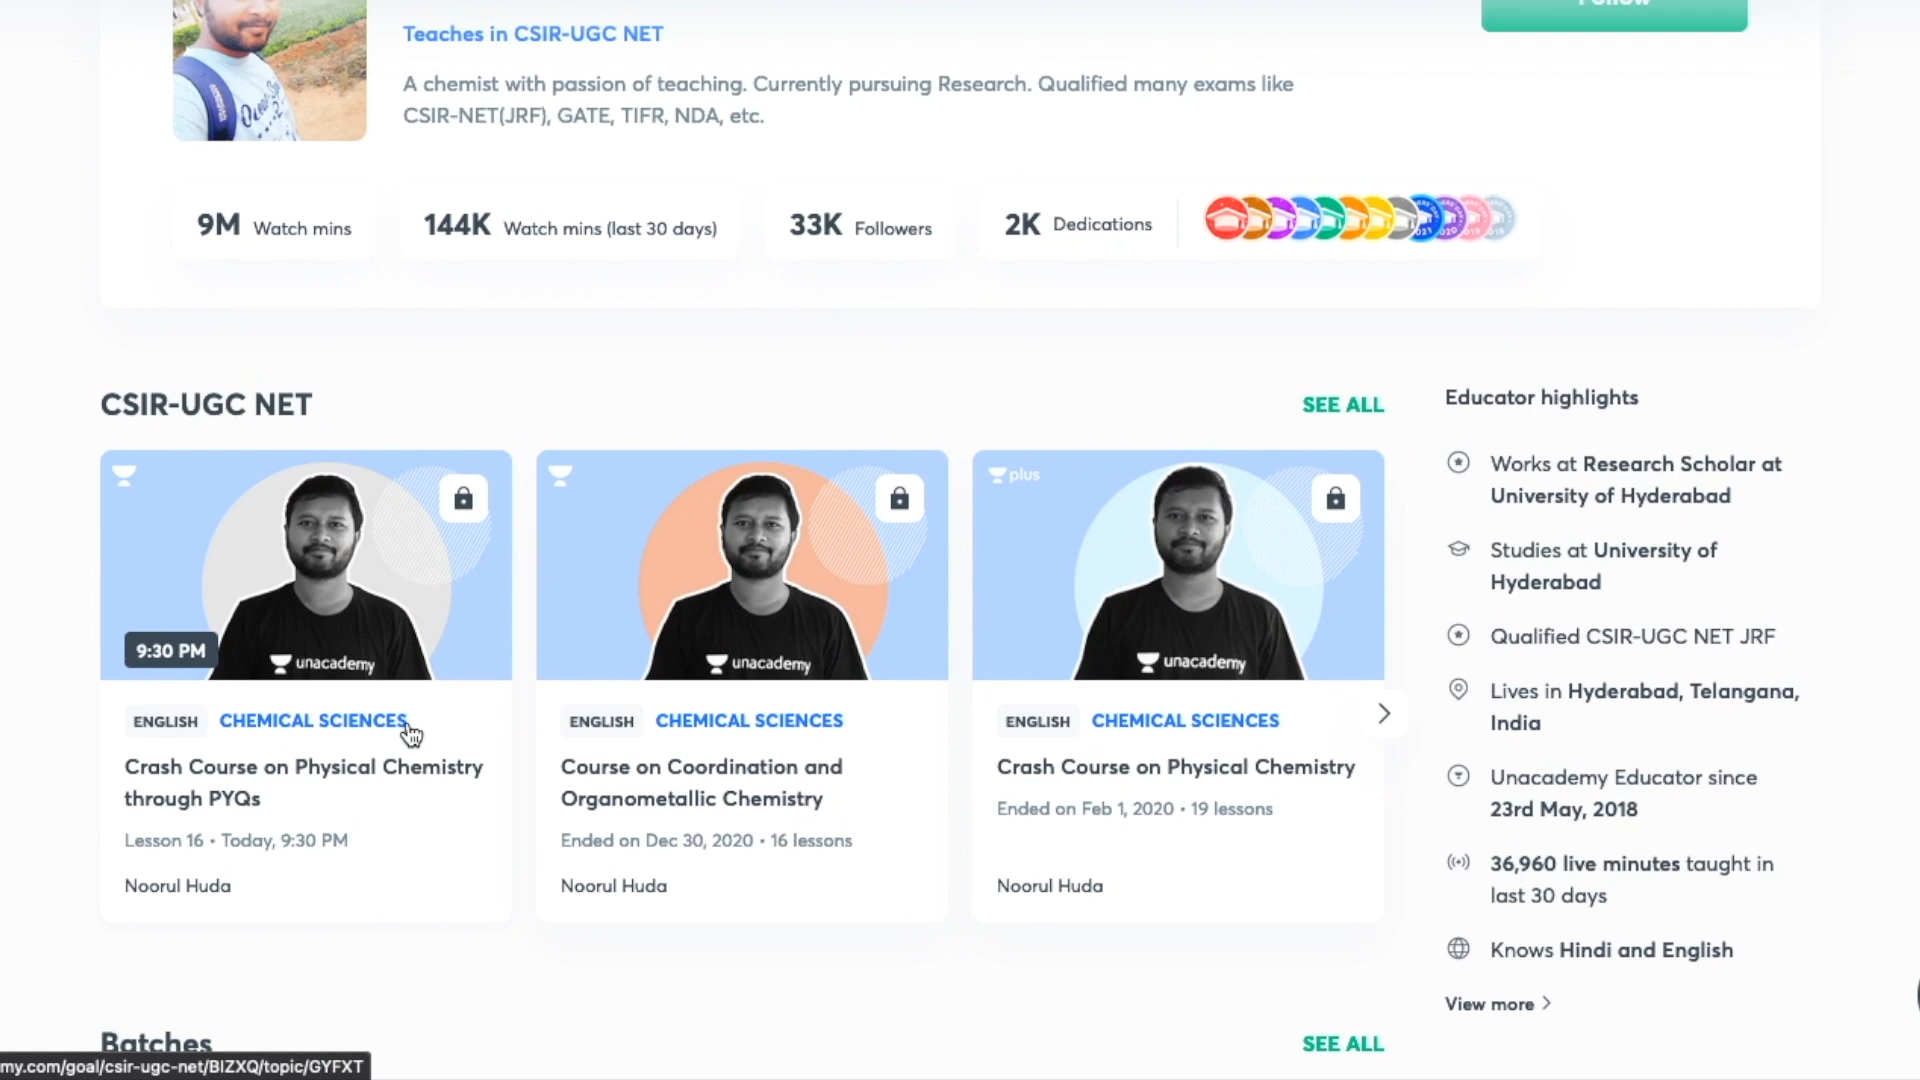 Follow
Teaches in CSIR-UGC NET
A chemist with passion of teaching. Currently pursuing Research. Qualified many exams like
CSIR-NET(JRF), GATE, TIFR, NDA, etc.
9M Watch mins
144K Watch mins (last 30 days)
33K Followers
2K Dedications
CSIR-UGC NET
SEE ALL
9:30 PM
unacademy
ENGLISH CHEMICAL SCIENCES
Crash Course on Physical Chemistry
through PYQs
Lesson 16 • Today, 9:30 PM
Noorul Huda
unacademy
ENGLISH CHEMICAL SCIENCES
Course on Coordination and
Organometallic Chemistry
Ended on Dec 30, 2020 • 16 lessons
Noorul Huda
plus
unacademy
ENGLISH CHEMICAL SCIENCES
Crash Course on Physical Chemistry
Ended on Feb 1, 2020 • 19 lessons
Noorul Huda
Educator highlights
Works at Research Scholar at
University of Hyderabad
Studies at University of
Hyderabad
Qualified CSIR-UGC NET JRF
Lives in Hyderabad, Telangana,
India
Unacademy Educator since
23rd May, 2018
36,960 live minutes taught in
last 30 days
Knows Hindi and English
View more
Batches
SEE ALL
my.com/goal/csir-ugc-net/BIZXQ/topic/GYFXT